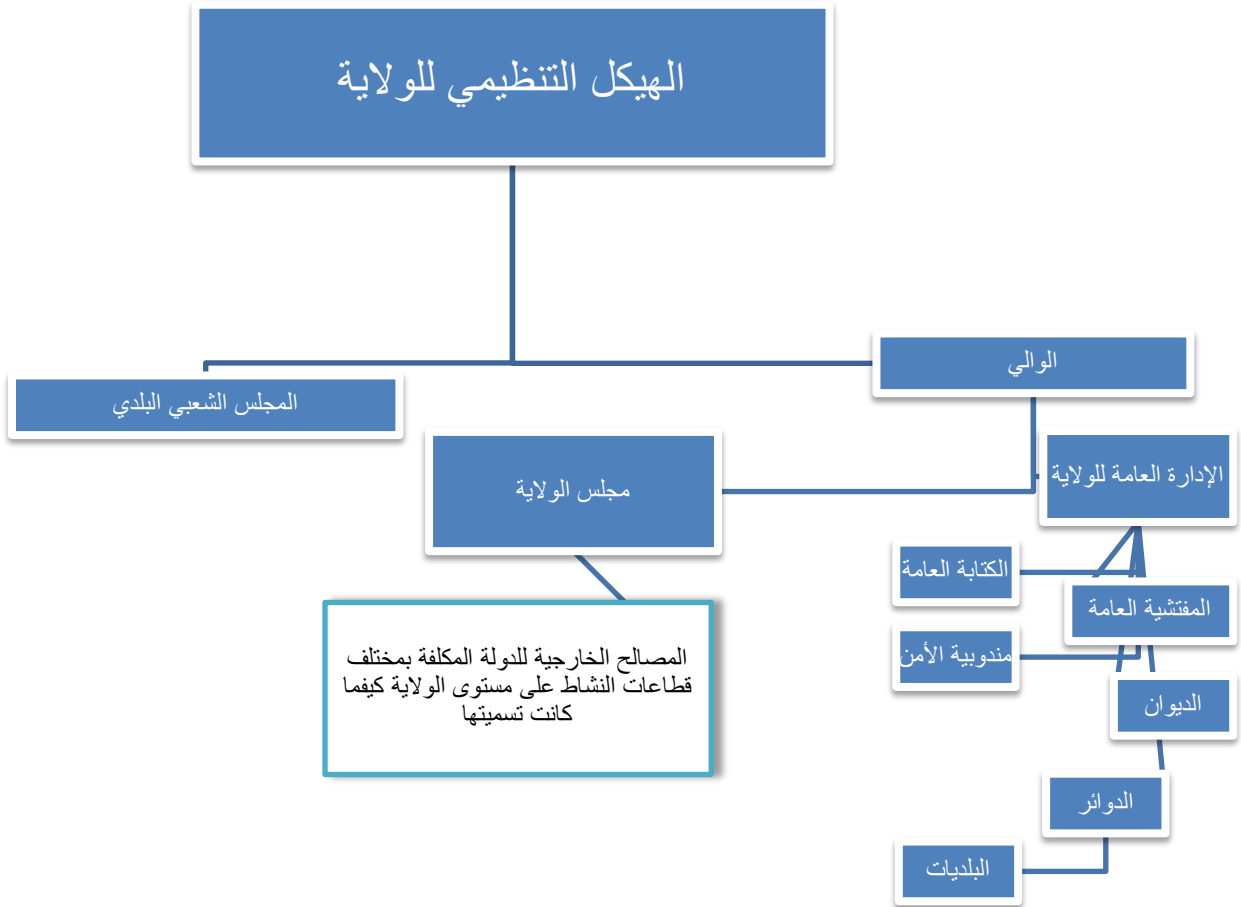 الهيكل التنظيمي للولاية
الوالي
المجلس الشعبي البلدي
الإدارة العامة للولاية
مجلس الولاية
الكتابة العامة
المفتشية العامة
مندوبية الأمن
الديوان
الدوائر
البلديات
المصالح الخارجية للدولة المكلفة بمختلف
قطاعات النشاط على مستوى الولاية كيفما
كانت تسميتها